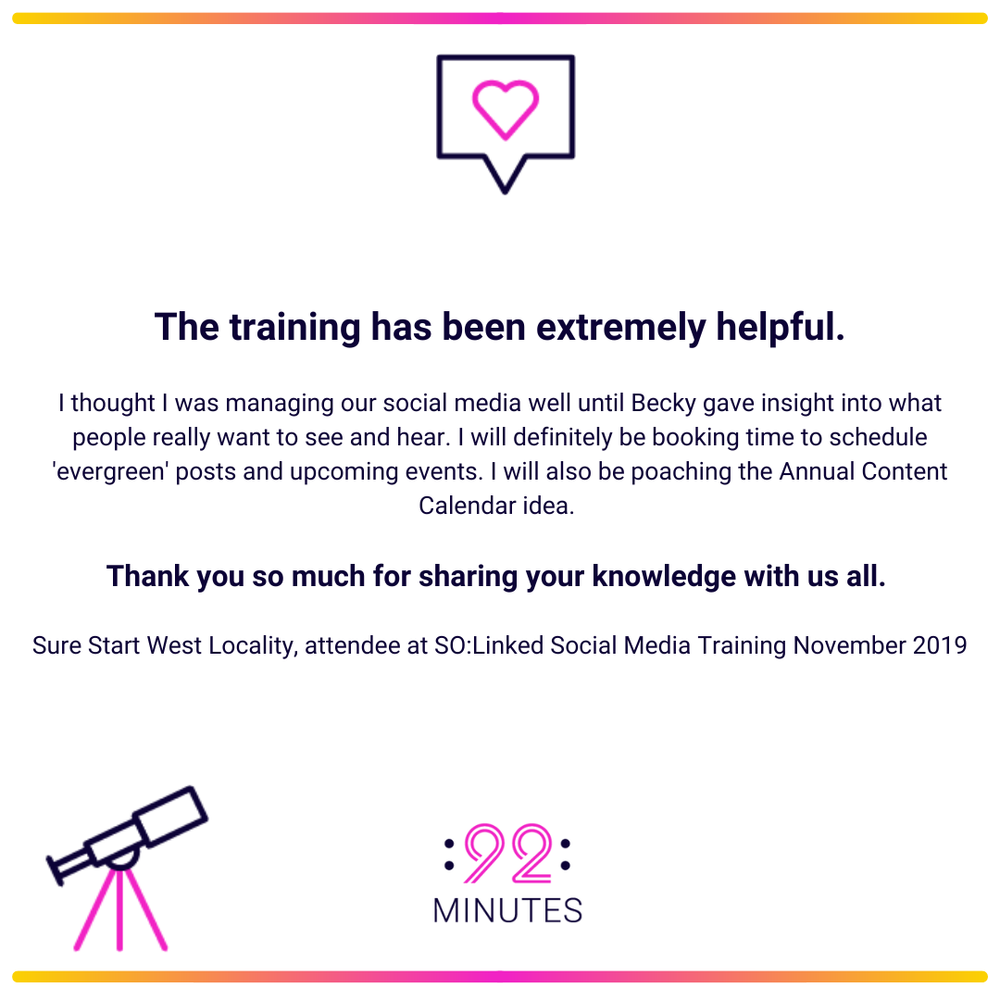 The training has been extremely helpful.
I thought I was managing our social media well until Becky gave insight into what
people really want to see and hear. I will definitely be booking time to schedule
'evergreen' posts and upcoming events. I will also be poaching the Annual Content
Calendar idea.
Thank you so much for sharing your knowledge with us all.
Sure Start West Locality, attendee at SO:Linked Social Media Training November 2019
:92:
MINUTES